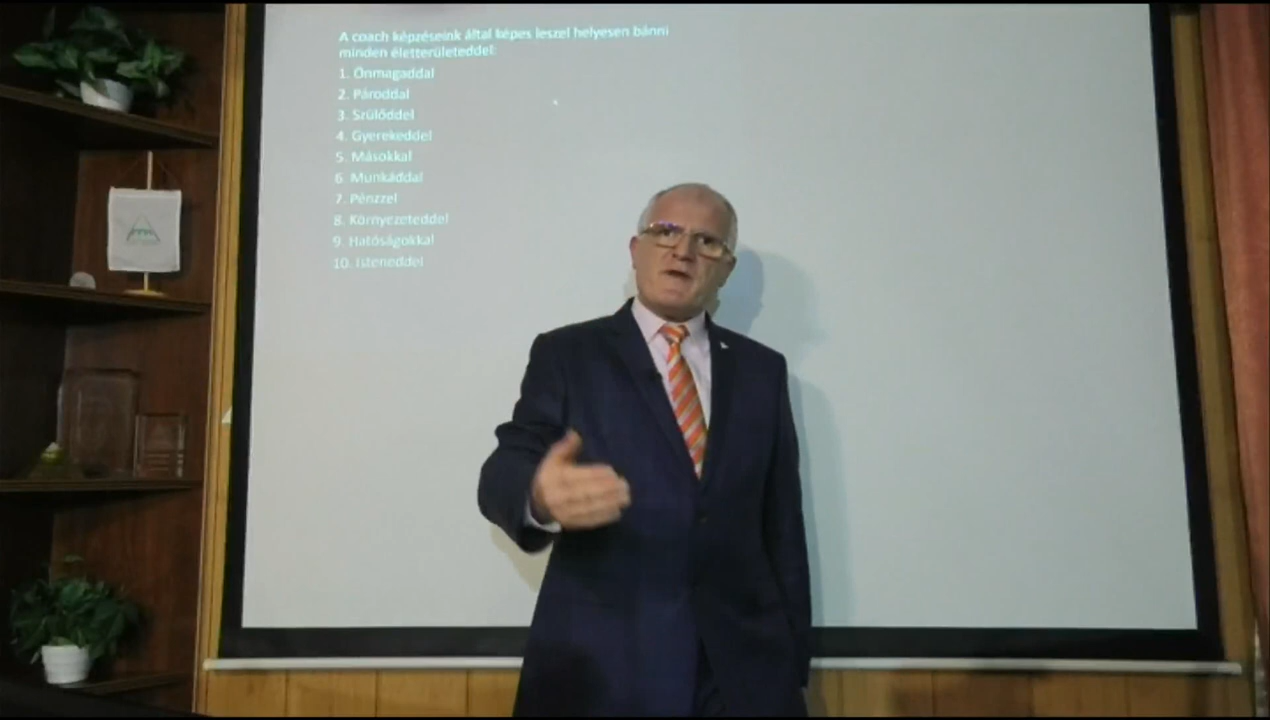 A coach képzéseink által képes leszel helyesen bánni
minden életterületeddel:
1. Önmagaddal
2. Pároddal
3. Szülőddel
4. Gyerekeddel
5. Másokkal
6. Munkáddal
7. Pénzzel
8. Környezeteddel
9. Hatóságokkal
10. Isteneddel